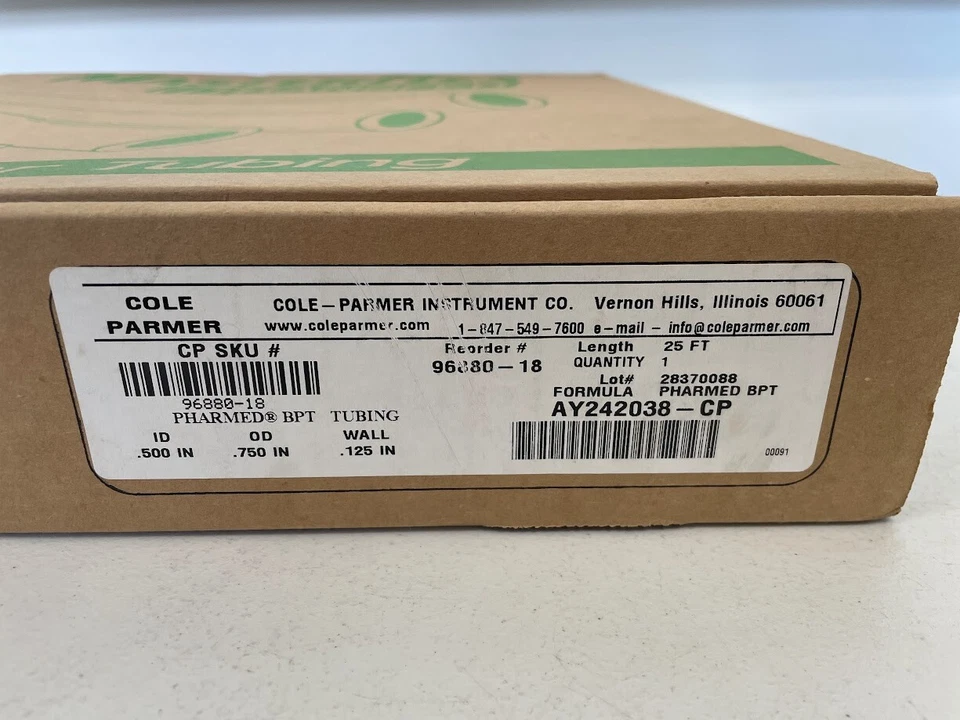 Tubing
COLE PARMER
COLE-PARMER INSTRUMENT CO. Vernon Hills, Illinois 60061
www.coleparmer.com 1-847-549-7600 e-mail - info@coleparmer.com
CP SKU #
96880-18
PHARMED® BPT TUBING
ID OD WALL
.500 IN .750 IN .125 IN
Reorder #
96880-18
Length 25 FT
QUANTITY 1
Lot# 28370088
FORMULA PHARMED BPT
AY242038-CP
00091